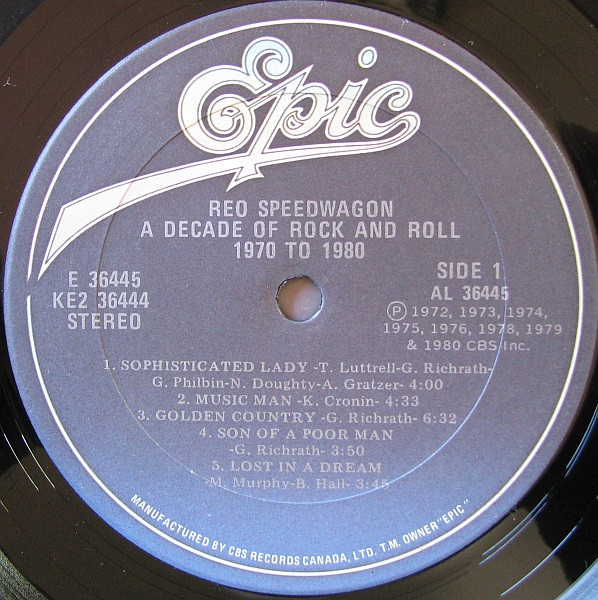 Epic
REO SPEEDWAGON
A DECADE OF ROCK AND ROLL
1970 TO 1980
E 36445
KE2 36444
STEREO
SIDE 1
AL 36445
Ⓟ 1972, 1973, 1974,
1975, 1976, 1978, 1979
& 1980 CBS Inc.
1. SOPHISTICATED LADY -T. Luttrell-G. Richrath-
G. Philbin-N. Doughty-A. Gratzer- 4:00
2. MUSIC MAN -K. Cronin- 4:33
3. GOLDEN COUNTRY -G. Richrath- 6:32
4. SON OF A POOR MAN
-G. Richrath- 3:50
5. LOST IN A DREAM
-M. Murphy-B. Hall- 3:45
MANUFACTURED BY CBS RECORDS CANADA, LTD. T.M. OWNER "EPIC"